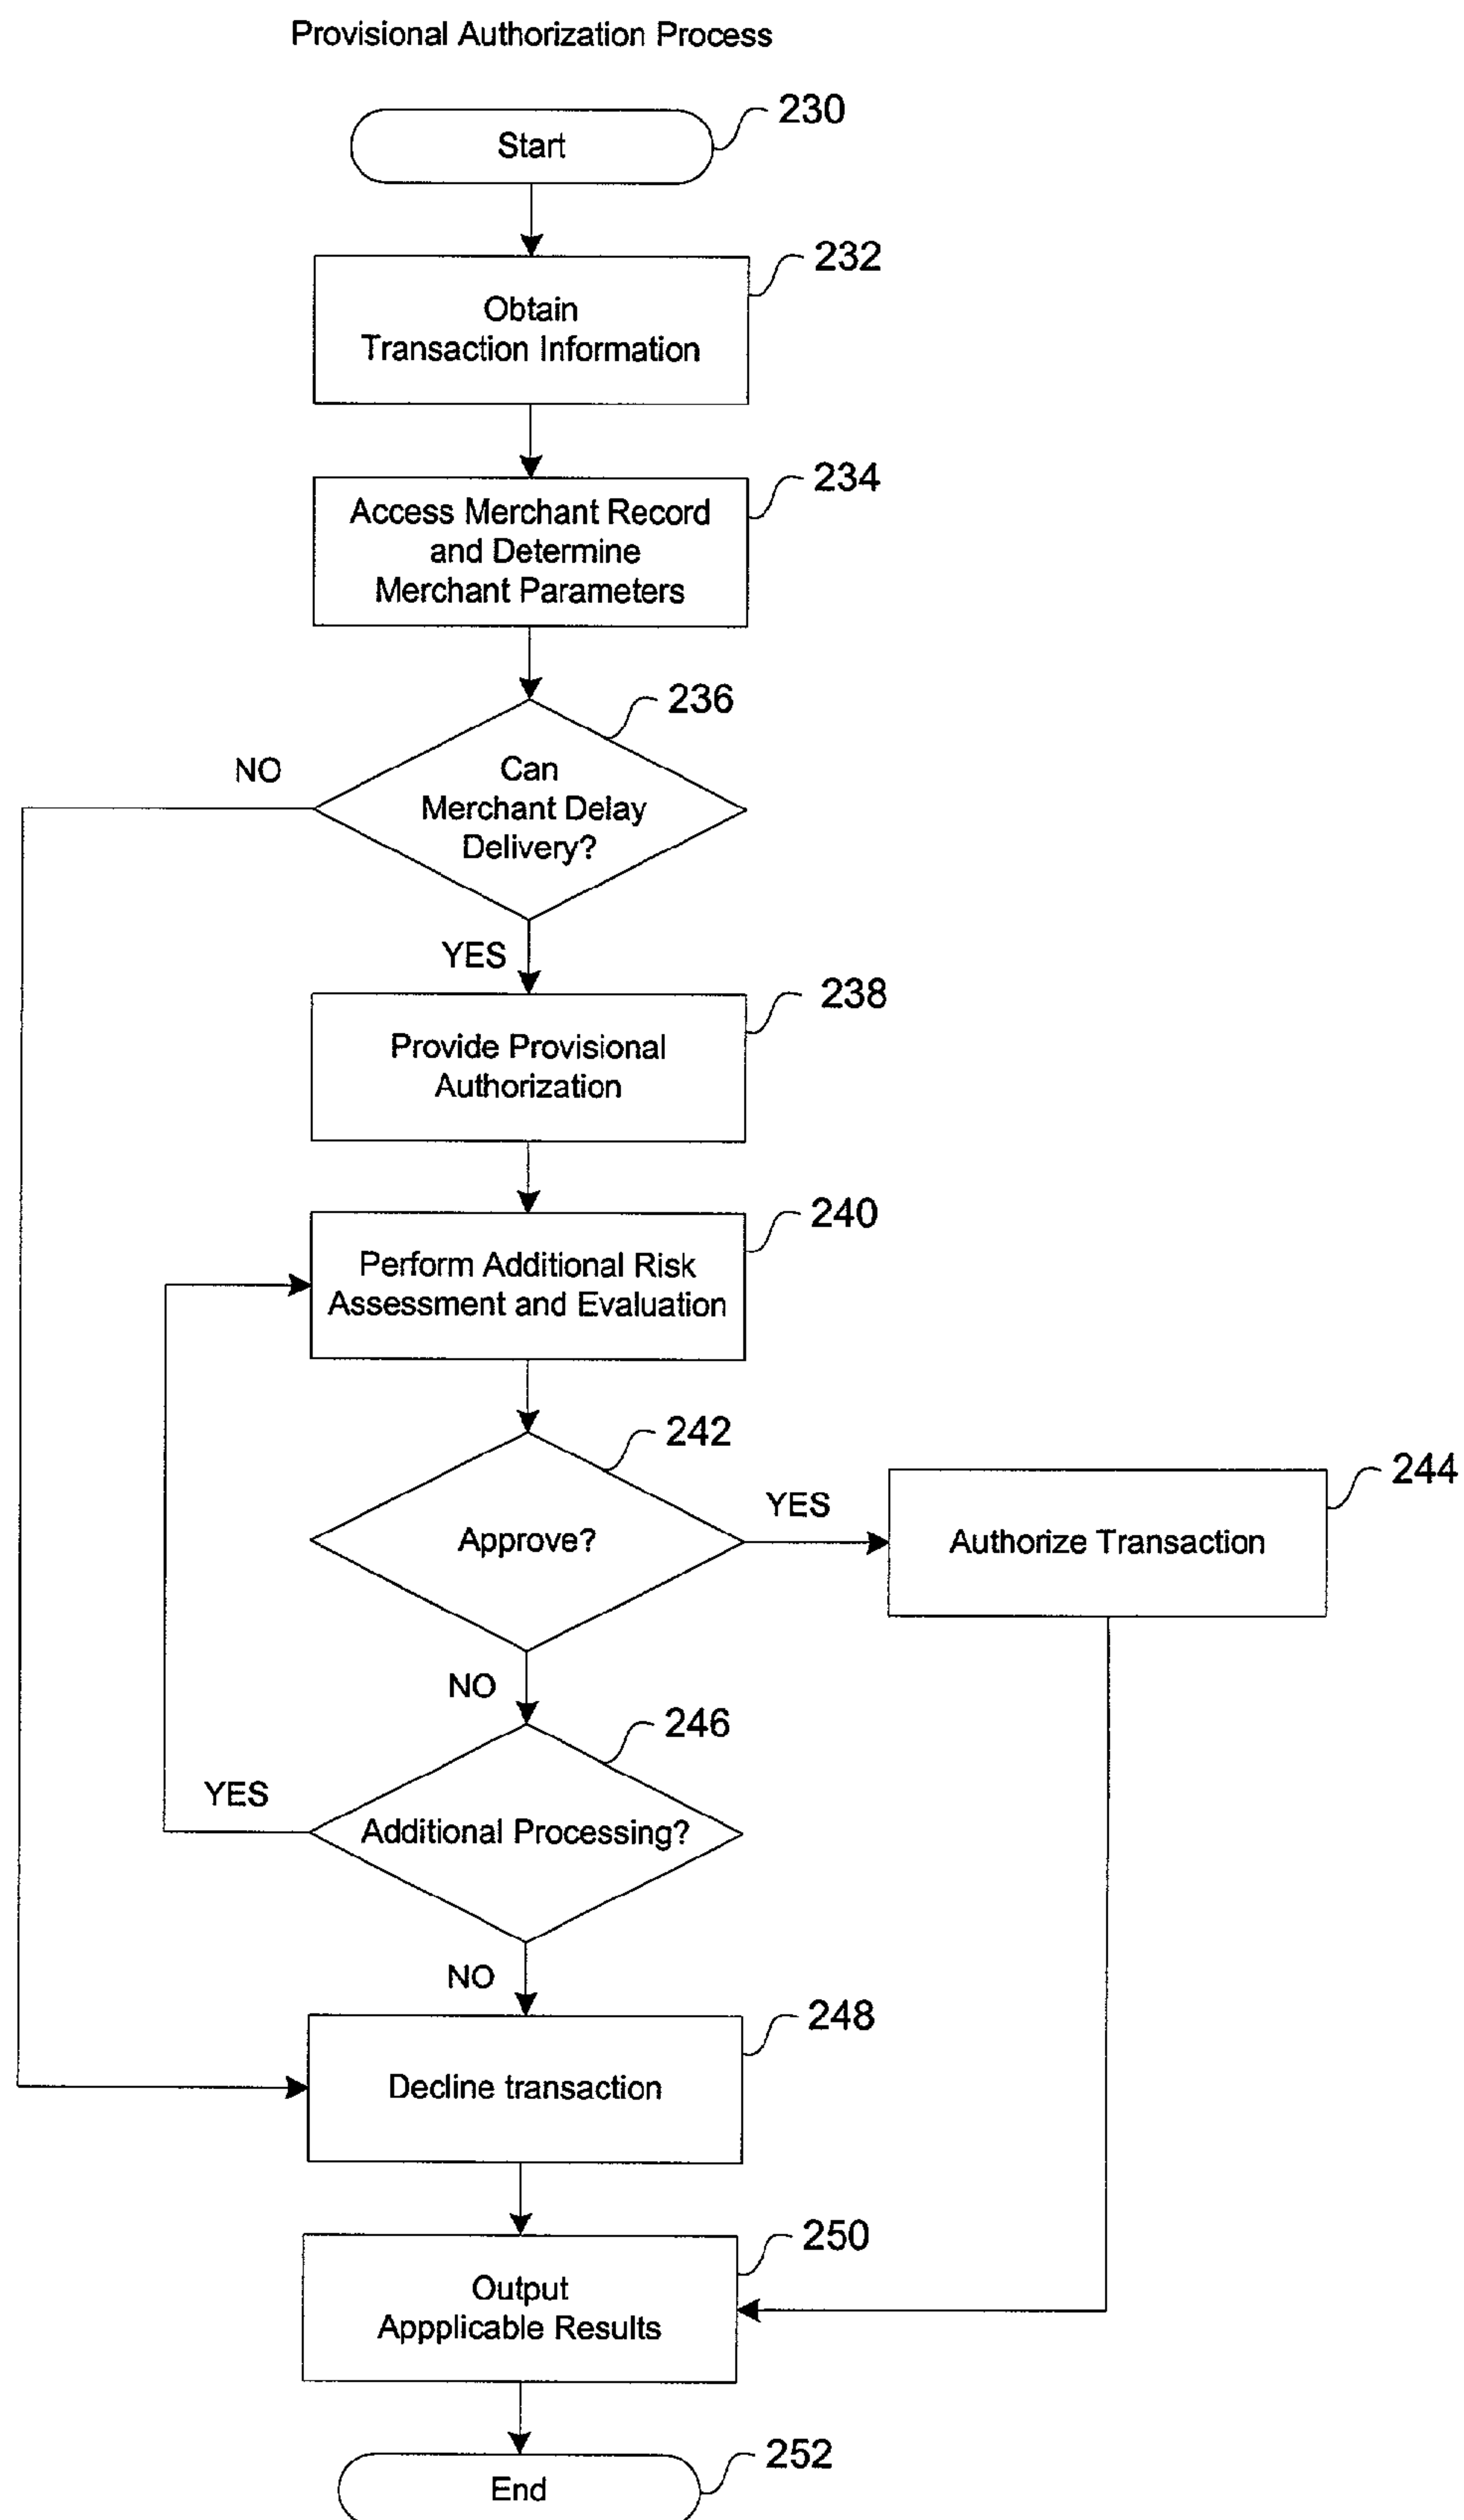 Provisional Authorization Process
Start
230
Obtain
Transaction Information
232
Access Merchant Record
and Determine
Merchant Parameters
234
Can
Merchant Delay
Delivery?
236
NO
YES
Provide Provisional
Authorization
238
Perform Additional Risk
Assessment and Evaluation
240
Approve?
242
YES
Authorize Transaction
244
NO
Additional Processing?
246
YES
NO
Decline transaction
248
Output
Appplicable Results
250
End
252